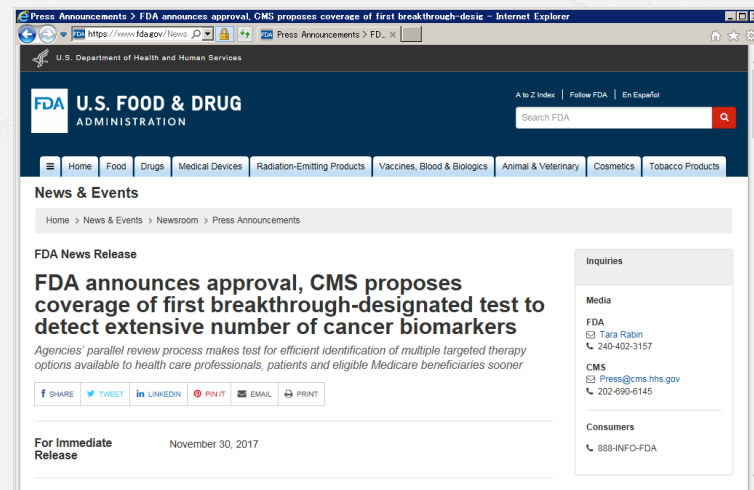 Press Announcements > FDA announces approval, CMS proposes coverage of first breakthrough-desig - Internet Explorer
https://www.fda.gov/News
FDA Press Announcements > FD...
U.S. Department of Health and Human Services
A to Z Index | Follow FDA | En Español
FDA U.S. FOOD & DRUG
ADMINISTRATION
Search FDA
Home Food Drugs Medical Devices Radiation-Emitting Products Vaccines, Blood & Biologics Animal & Veterinary Cosmetics Tobacco Products
News & Events
Home > News & Events > Newsroom > Press Announcements
FDA News Release
FDA announces approval, CMS proposes
coverage of first breakthrough-designated test to
detect extensive number of cancer biomarkers
Agencies' parallel review process makes test for efficient identification of multiple targeted therapy
options available to health care professionals, patients and eligible Medicare beneficiaries sooner
f SHARE TWEET in LINKEDIN PIN IT EMAIL PRINT
For Immediate
Release
November 30, 2017
Inquiries
Media
FDA
Tara Rabin
240-402-3157
CMS
Press@cms.hhs.gov
202-690-6145
Consumers
888-INFO-FDA